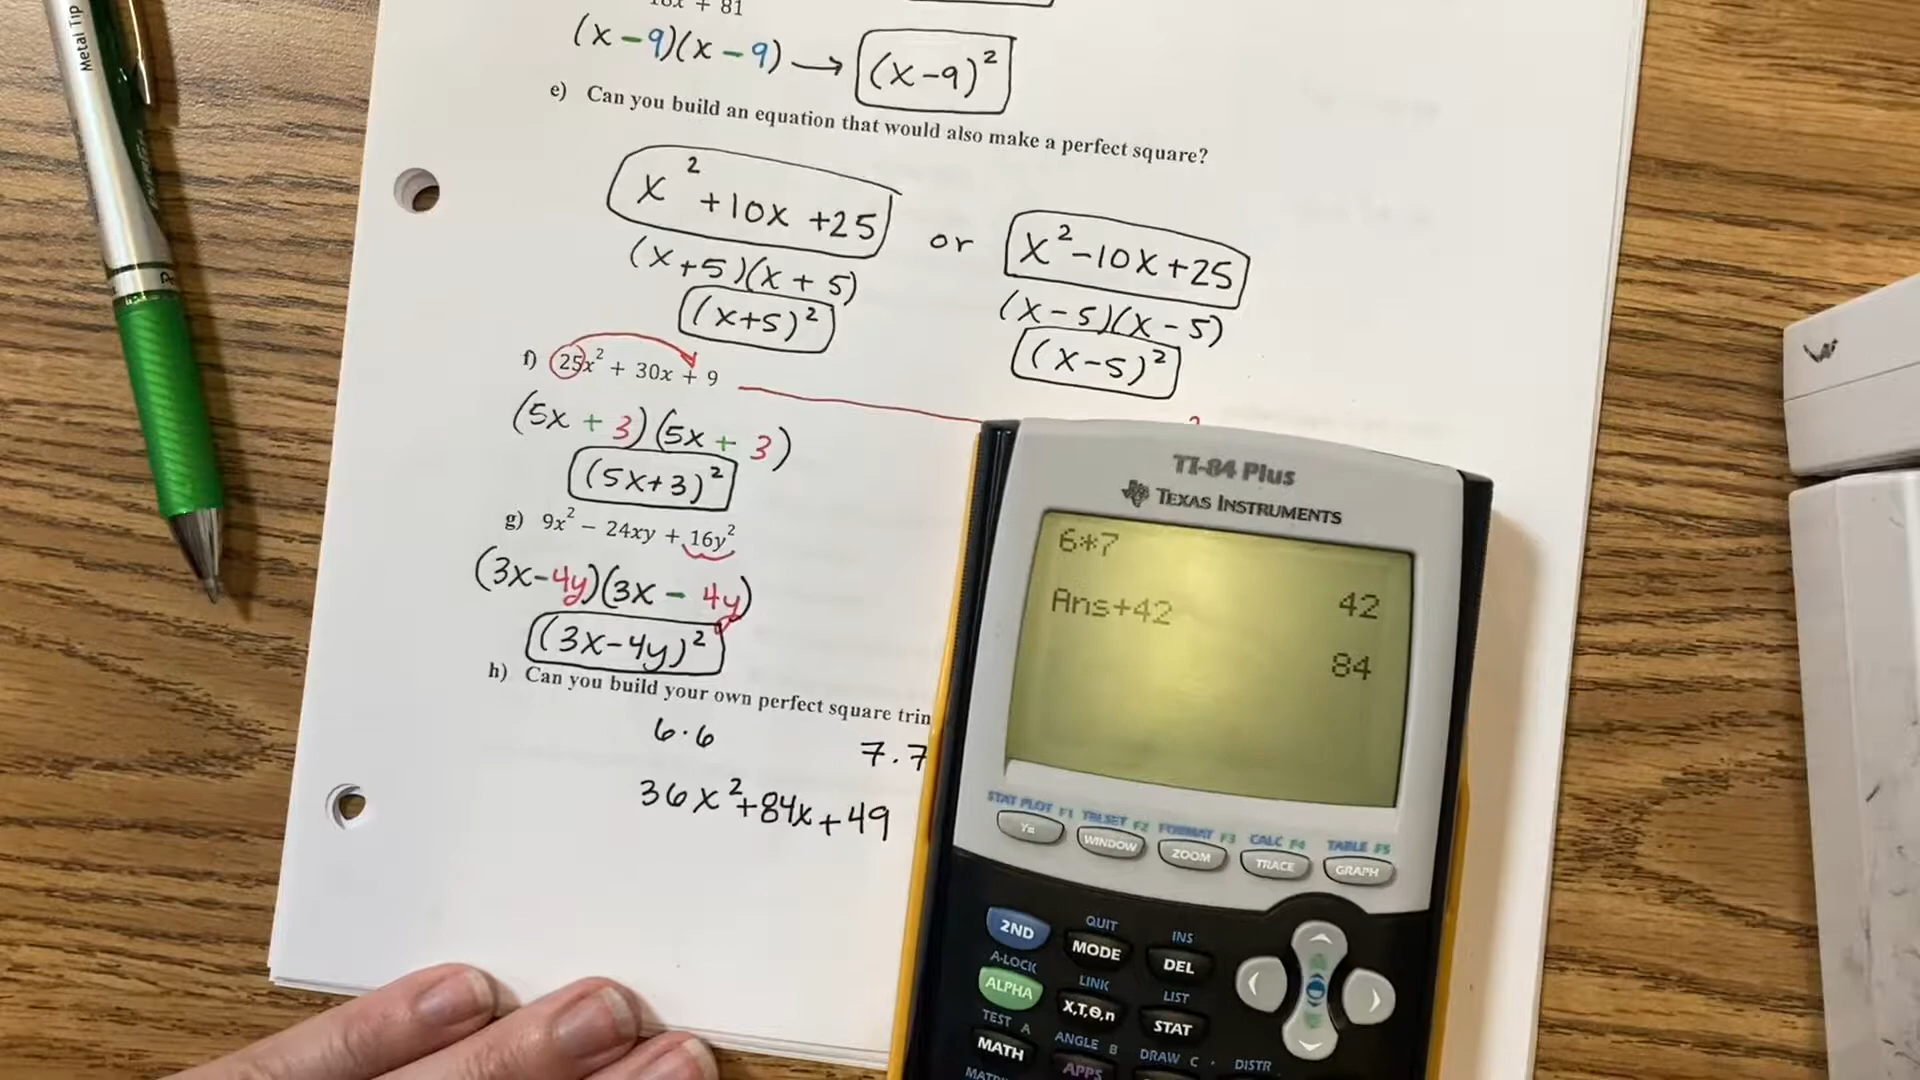 + 81
(x-9)(x-9) → (x-9)²
e) Can you build an equation that would also make a perfect square?
x² +10x +25 or x²-10x+25
(x+5)(x+5) (x-5)(x-5)
(x+5)² (x-5)²
f) 25x² + 30x + 9
(5x + 3)(5x + 3)
(5x+3)²
g) 9x² − 24xy + 16y²
(3x-4y)(3x - 4y)
(3x-4y)²
h) Can you build your own perfect square trin
6·6 7.7
36x²+84x+49
Metal Tip
TI-84 Plus
TEXAS INSTRUMENTS
6*7
42
Ans+42
84
STAT PLOT F1 TBLSET F2 FORMAT F3 CALC F4 TABLE F5
Y= WINDOW ZOOM TRACE GRAPH
QUIT INS
2ND MODE DEL
A-LOCK LINK LIST
ALPHA X,T,Θ,n STAT
TEST A ANGLE B DRAW C DISTR
MATH APPS